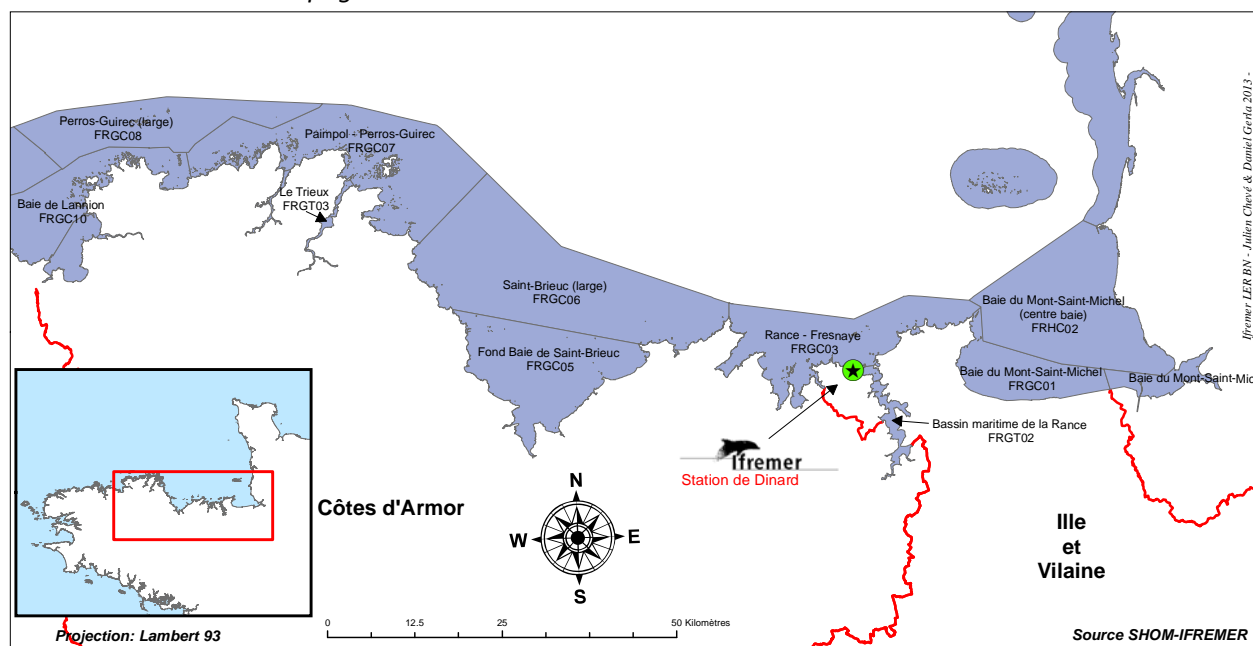 Perros-Guirec (large)
FRGC08
Paimpol - Perros-Guirec
FRGC07
Le Trieux
FRGT03
Baie de Lannion
FRGC10
Saint-Brieuc (large)
FRGC06
Baie du Mont-Saint-Michel
(centre baie)
FRHC02
Rance - Fresnaye
FRGC03
Fond Baie de Saint-Brieuc
FRGC05
Baie du Mont-Saint-Michel
FRGC01
Baie du Mont-Saint-Mic
Bassin maritime de la Rance
FRGT02
Ifremer
Station de Dinard
Côtes d'Armor
N
W
E
S
Ille
et
Vilaine
Projection: Lambert 93
0 12.5 25 50 Kilomètres
Source SHOM-IFREMER
Ifremer LER BN - Julien Chevé & Daniel Gerla 2013 -